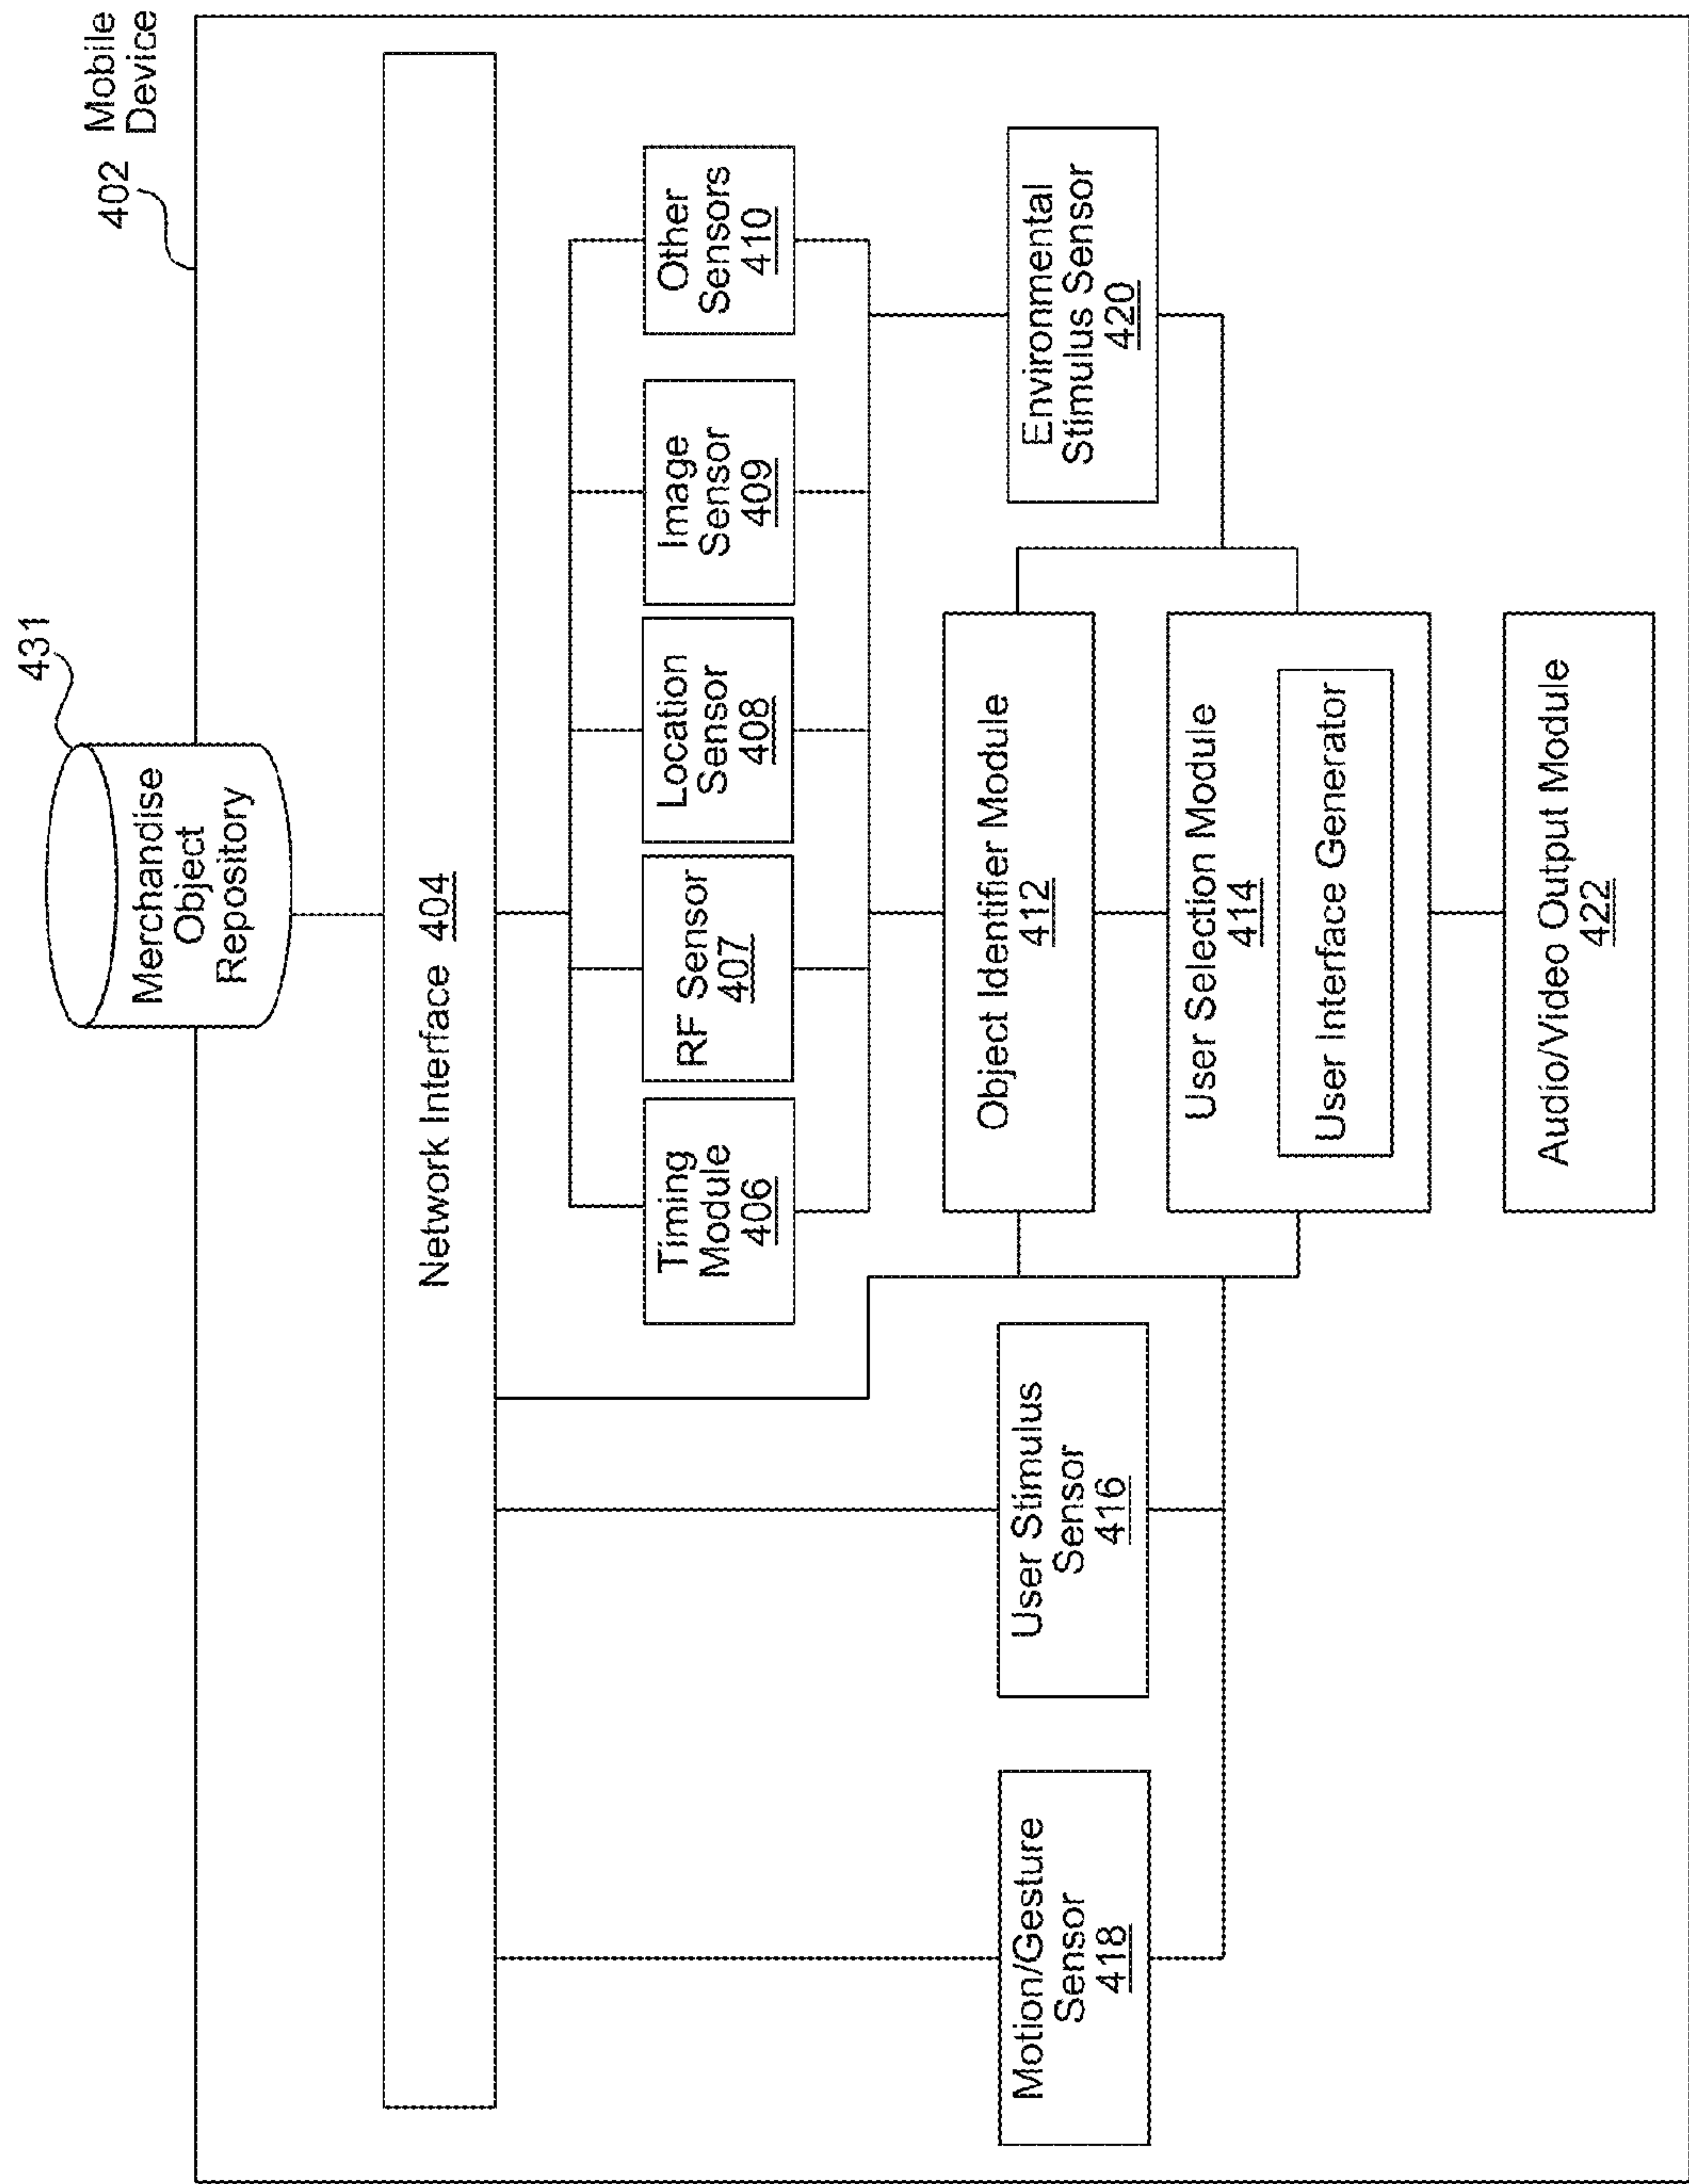 431
Merchandise
Object
Repository
402
Mobile
Device
Network Interface 404
Timing
Module
406
RF Sensor
407
Location
Sensor
408
Image
Sensor
409
Other
Sensors
410
Motion/Gesture
Sensor
418
User Stimulus
Sensor
416
Object Identifier Module
412
Environmental
Stimulus Sensor
420
User Selection Module
414
User Interface Generator
Audio/Video Output Module
422